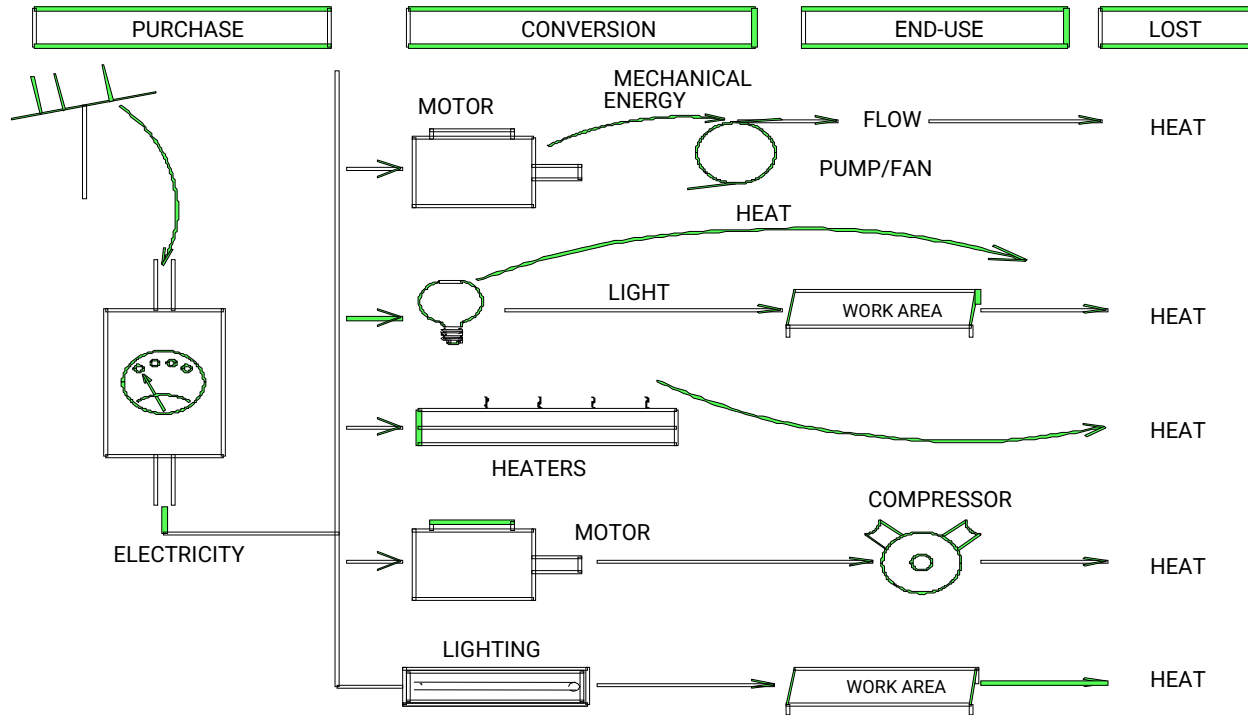 PURCHASE
CONVERSION
END-USE
LOST
MECHANICAL
ENERGY
MOTOR
FLOW
HEAT
PUMP/FAN
HEAT
LIGHT
WORK AREA
HEAT
HEATERS
HEAT
ELECTRICITY
MOTOR
COMPRESSOR
HEAT
LIGHTING
WORK AREA
HEAT